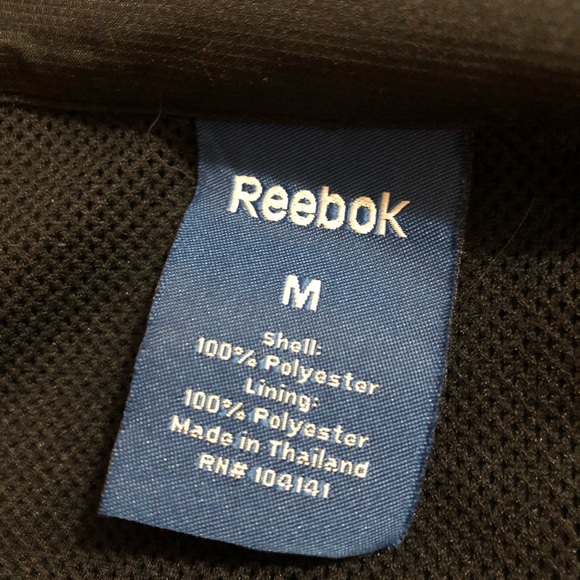 Reebok
M
Shell:
100% Polyester
Lining:
100% Polyester
Made in Thailand
RN# 104141